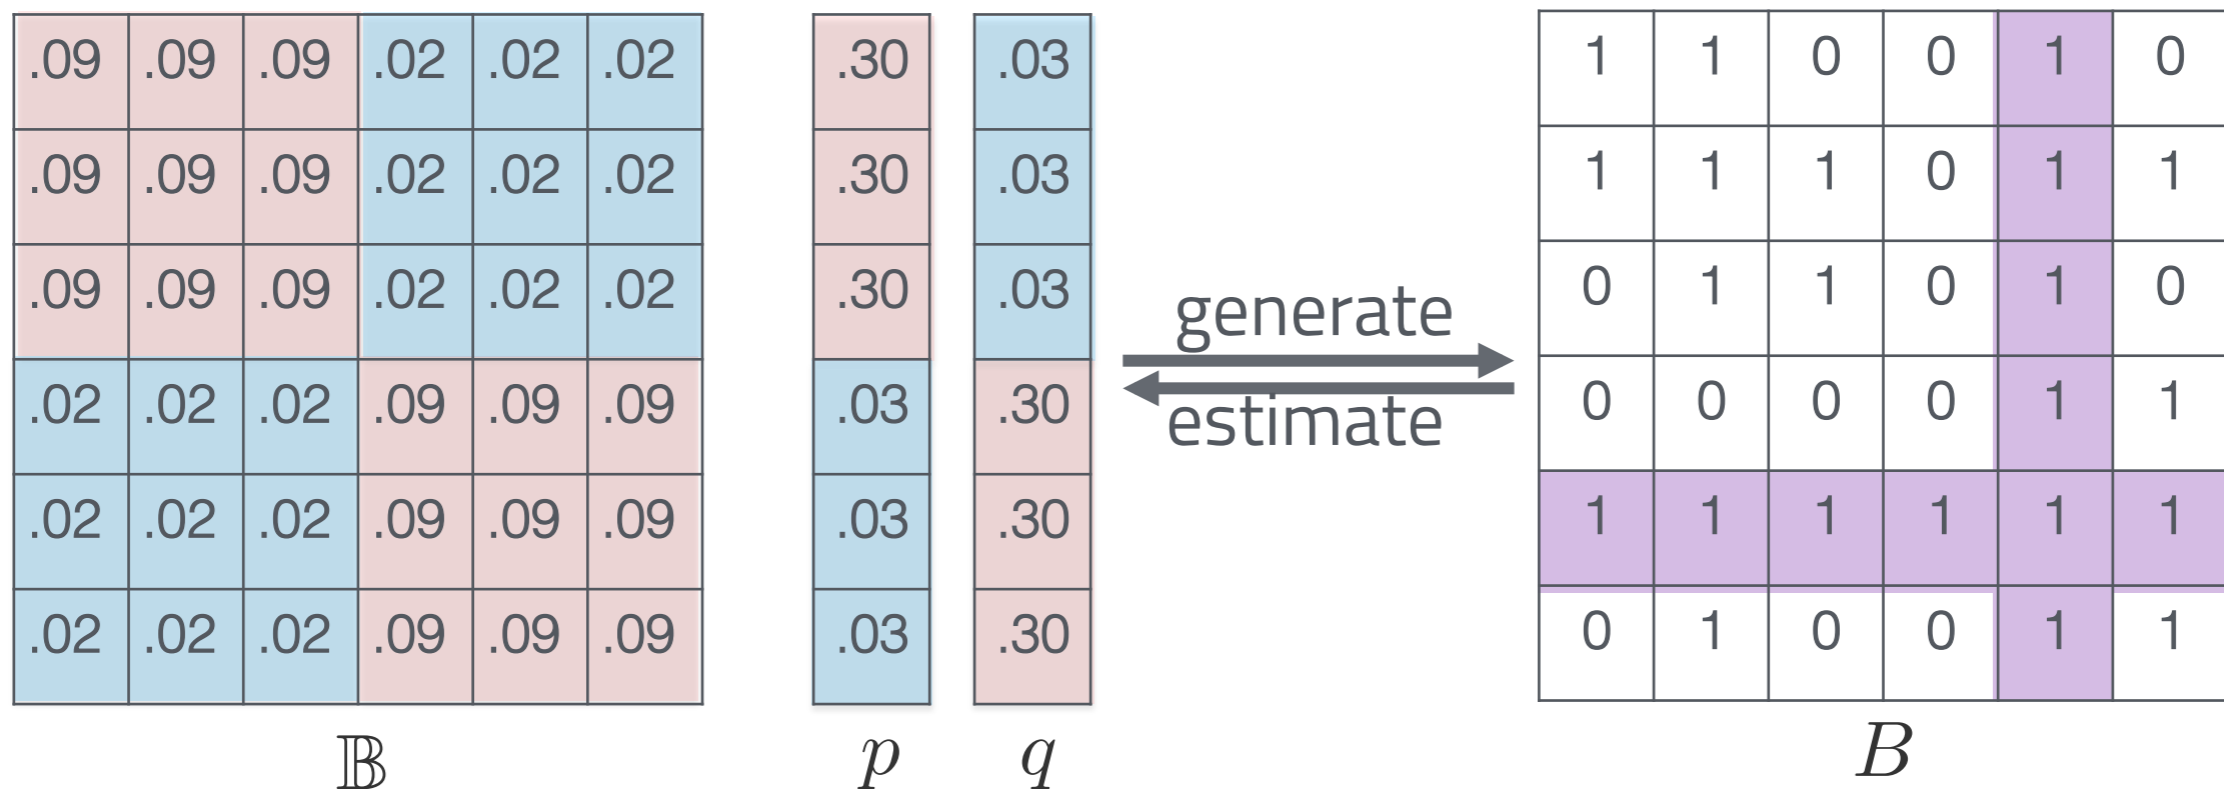 .09 .09 .09 .02 .02 .02 .30 .03 1 1 0 0 1 0
.09 .09 .09 .02 .02 .02 .30 .03 1 1 1 0 1 1
.09 .09 .09 .02 .02 .02 .30 .03 0 1 1 0 1 0
generate
estimate
.02 .02 .02 .09 .09 .09 .03 .30 0 0 0 0 1 1
.02 .02 .02 .09 .09 .09 .03 .30 1 1 1 1 1 1
.02 .02 .02 .09 .09 .09 .03 .30 0 1 0 0 1 1
𝔹 p q B